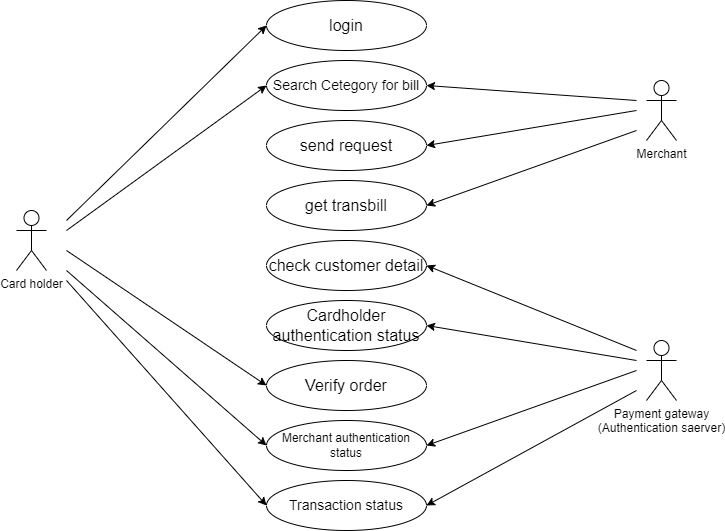 login
Search Cetegory for bill
send request
Merchant
get transbill
Card holder
check customer detail
Cardholder
authentication status
Verify order
Payment gateway
(Authentication saerver)
Merchant authentication
status
Transaction status